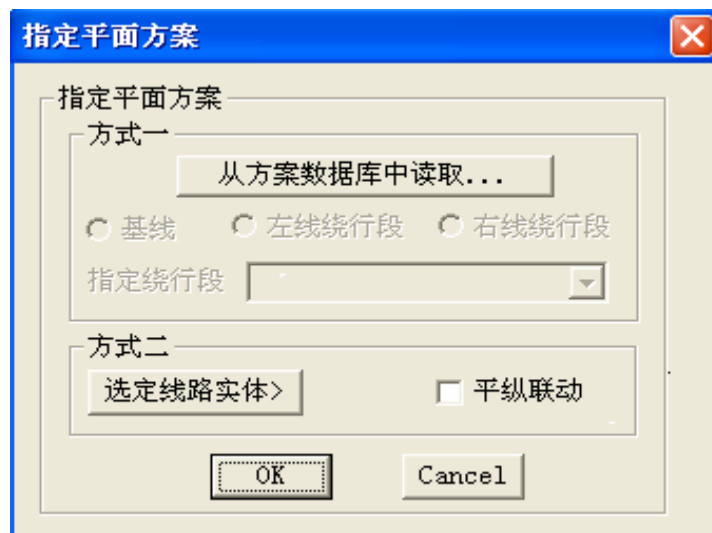 指定平面方案
指定平面方案
方式一
从方案数据库中读取...
基线 左线绕行段 右线绕行段
指定绕行段
方式二
选定线路实体> 平纵联动
OK Cancel